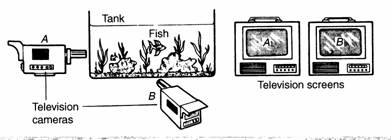 Tank
Fish
A
A
B
Television screens
Television
cameras
B